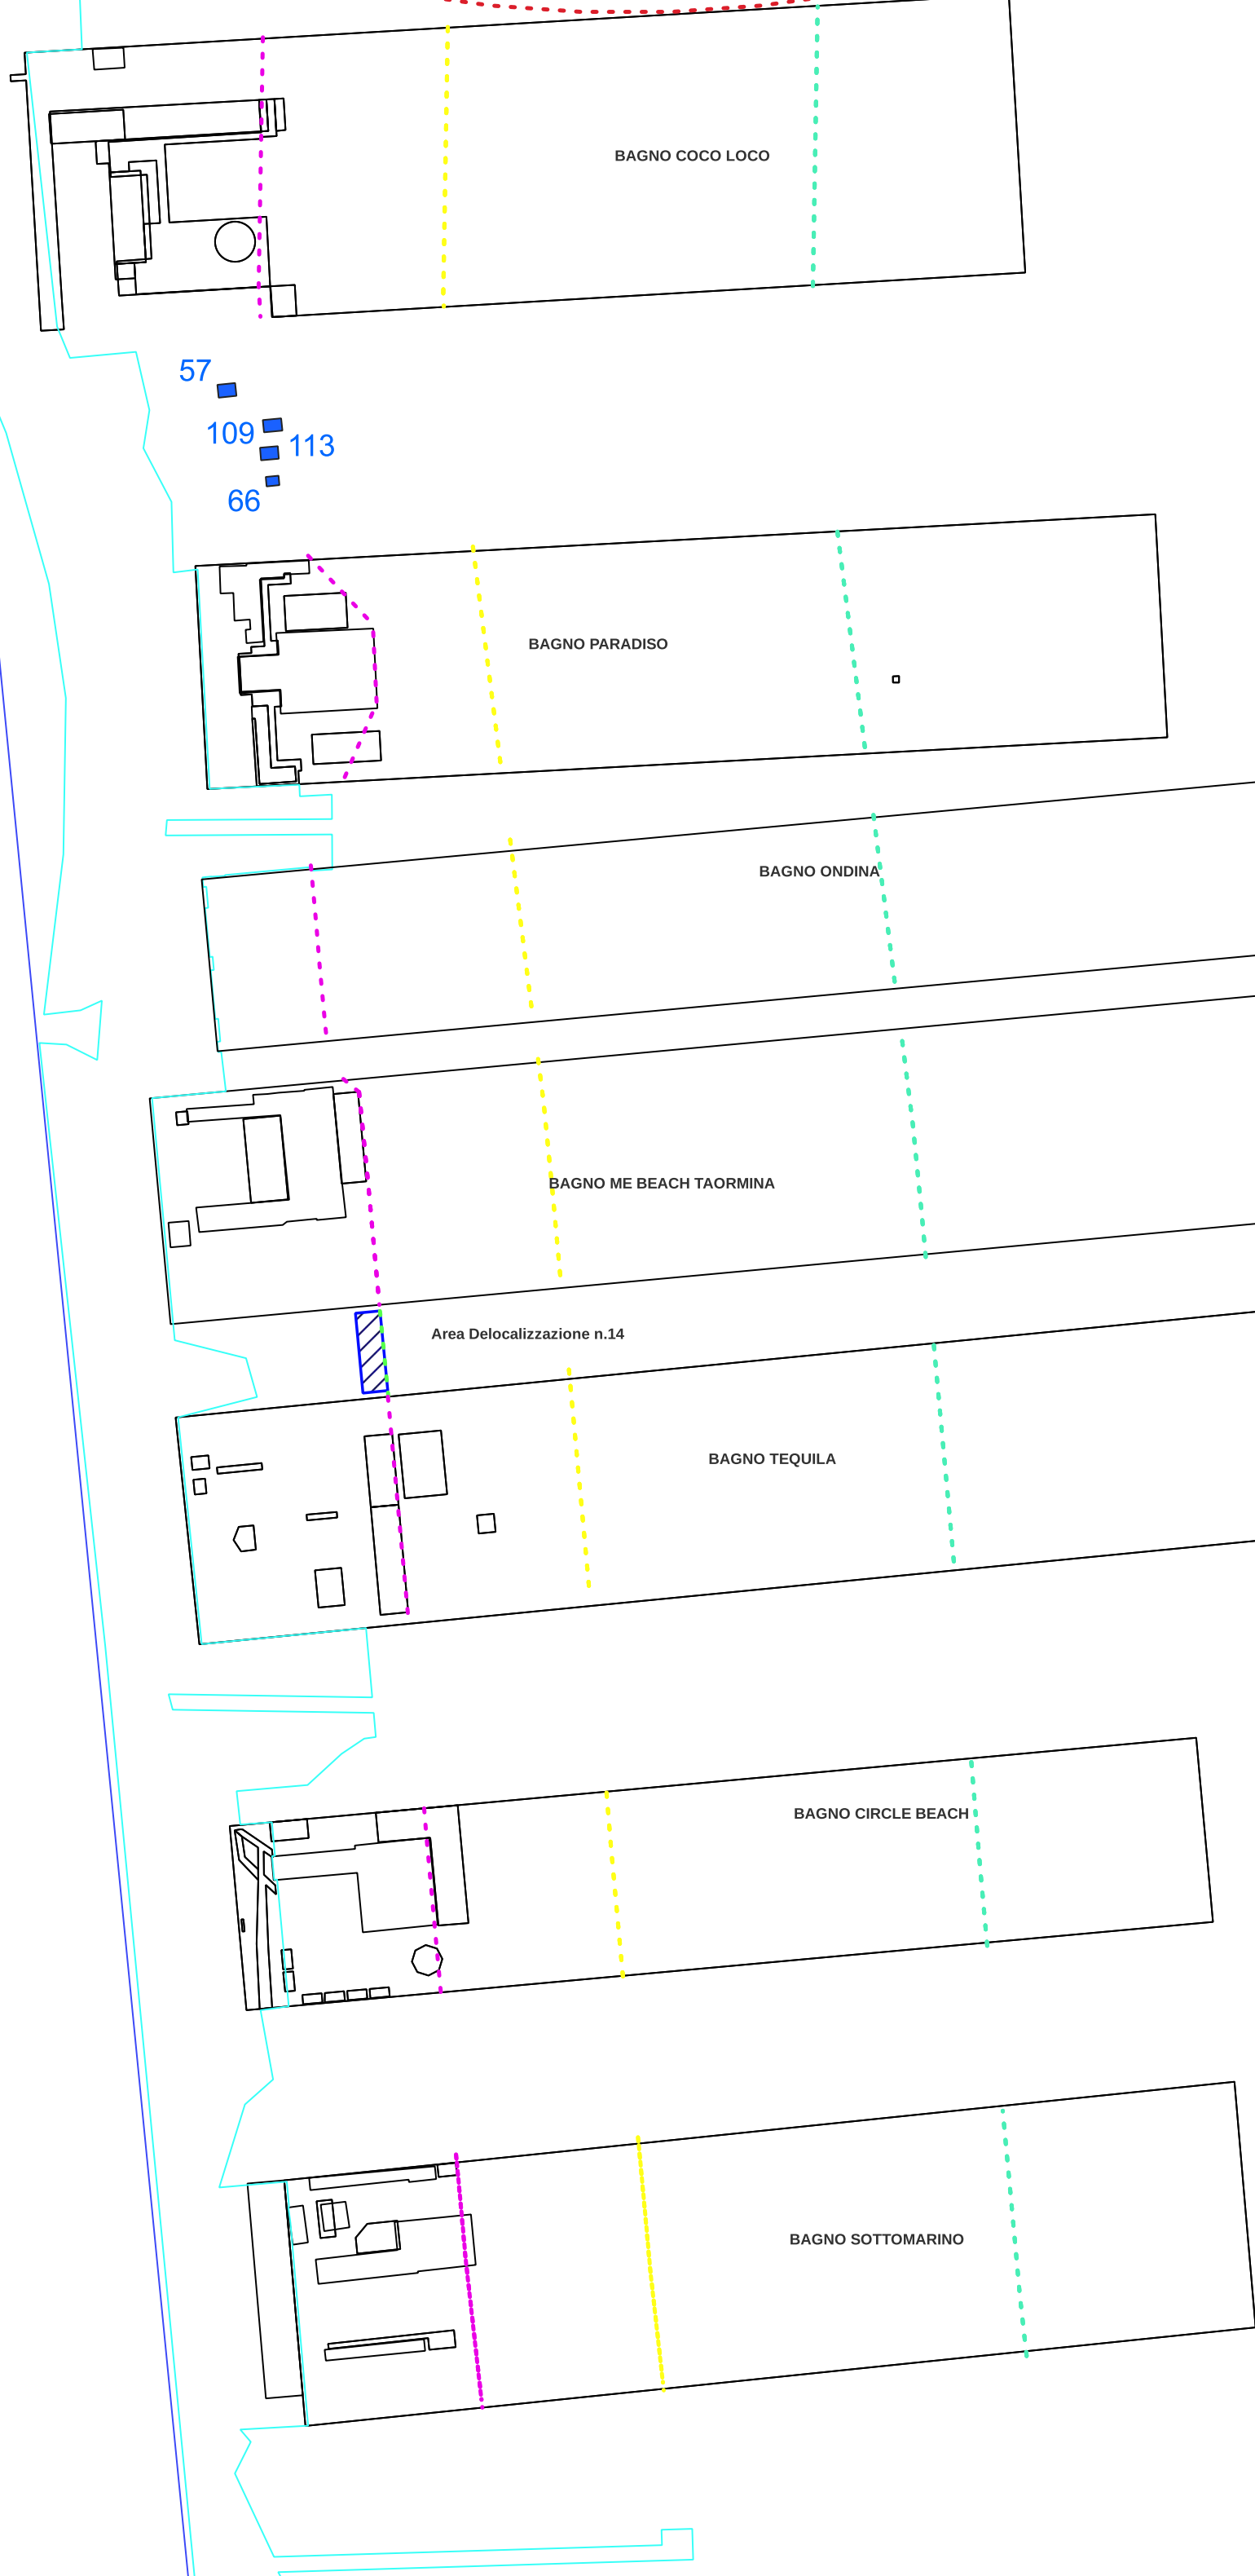 BAGNO COCO LOCO
57
109
113
66
BAGNO PARADISO
BAGNO ONDINA
BAGNO ME BEACH TAORMINA
Area Delocalizzazione n.14
BAGNO TEQUILA
BAGNO CIRCLE BEACH
BAGNO SOTTOMARINO